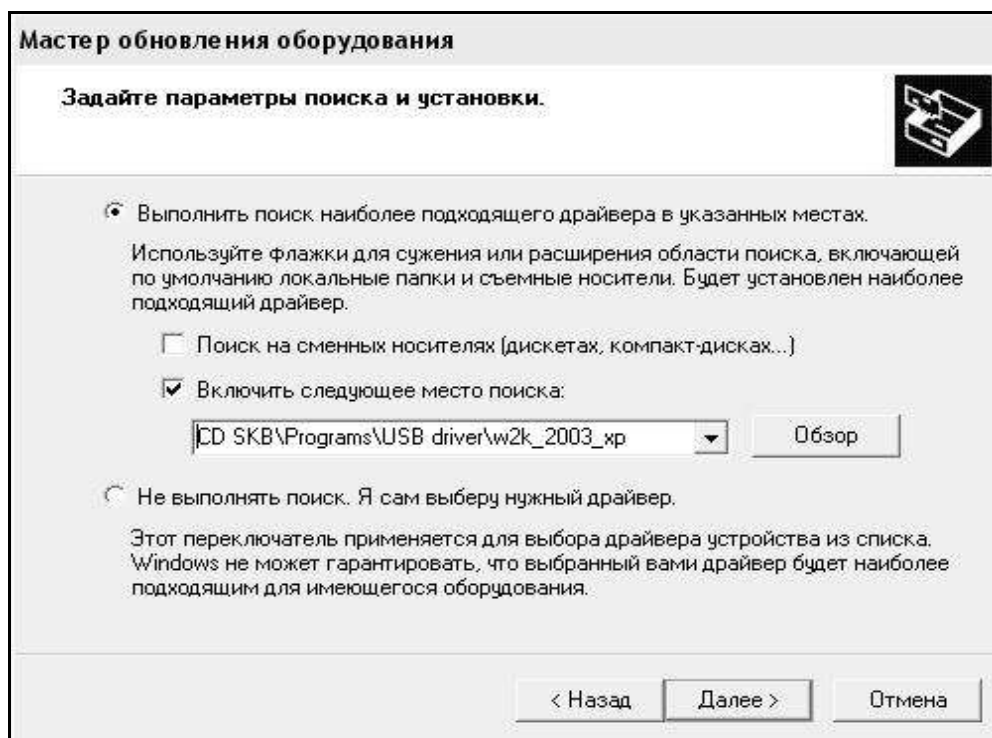 Мастер обновления оборудования
Задайте параметры поиска и установки.
Выполнить поиск наиболее подходящего драйвера в указанных местах.
Используйте флажки для сужения или расширения области поиска, включающей
по умолчанию локальные папки и съемные носители. Будет установлен наиболее
подходящий драйвер.
Поиск на сменных носителях (дискетах, компакт-дисках...)
Включить следующее место поиска:
CD SKB\Programs\USB driver\w2k_2003_xp
Обзор
Не выполнять поиск. Я сам выберу нужный драйвер.
Этот переключатель применяется для выбора драйвера устройства из списка.
Windows не может гарантировать, что выбранный вами драйвер будет наиболее
подходящим для имеющегося оборудования.
< Назад
Далее >
Отмена